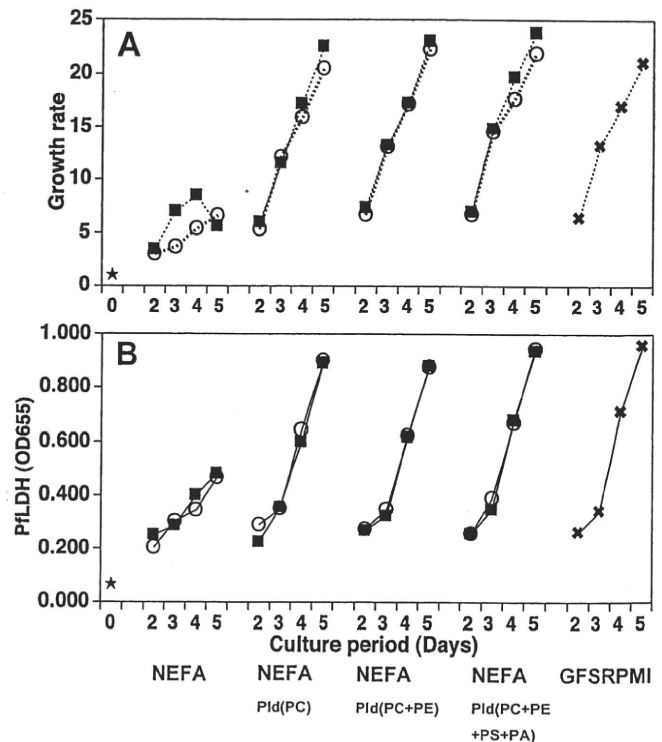 A
Growth rate
25
20
15
10
5
0
0 2 3 4 5 2 3 4 5 2 3 4 5 2 3 4 5 2 3 4 5
B
PfLDH (OD655)
1.000
0.800
0.600
0.400
0.200
0.000
0 2 3 4 5 2 3 4 5 2 3 4 5 2 3 4 5 2 3 4 5
Culture period (Days)
NEFA NEFA NEFA NEFA GFSRPMI
Pld(PC) Pld(PC+PE) Pld(PC+PE
+PS+PA)